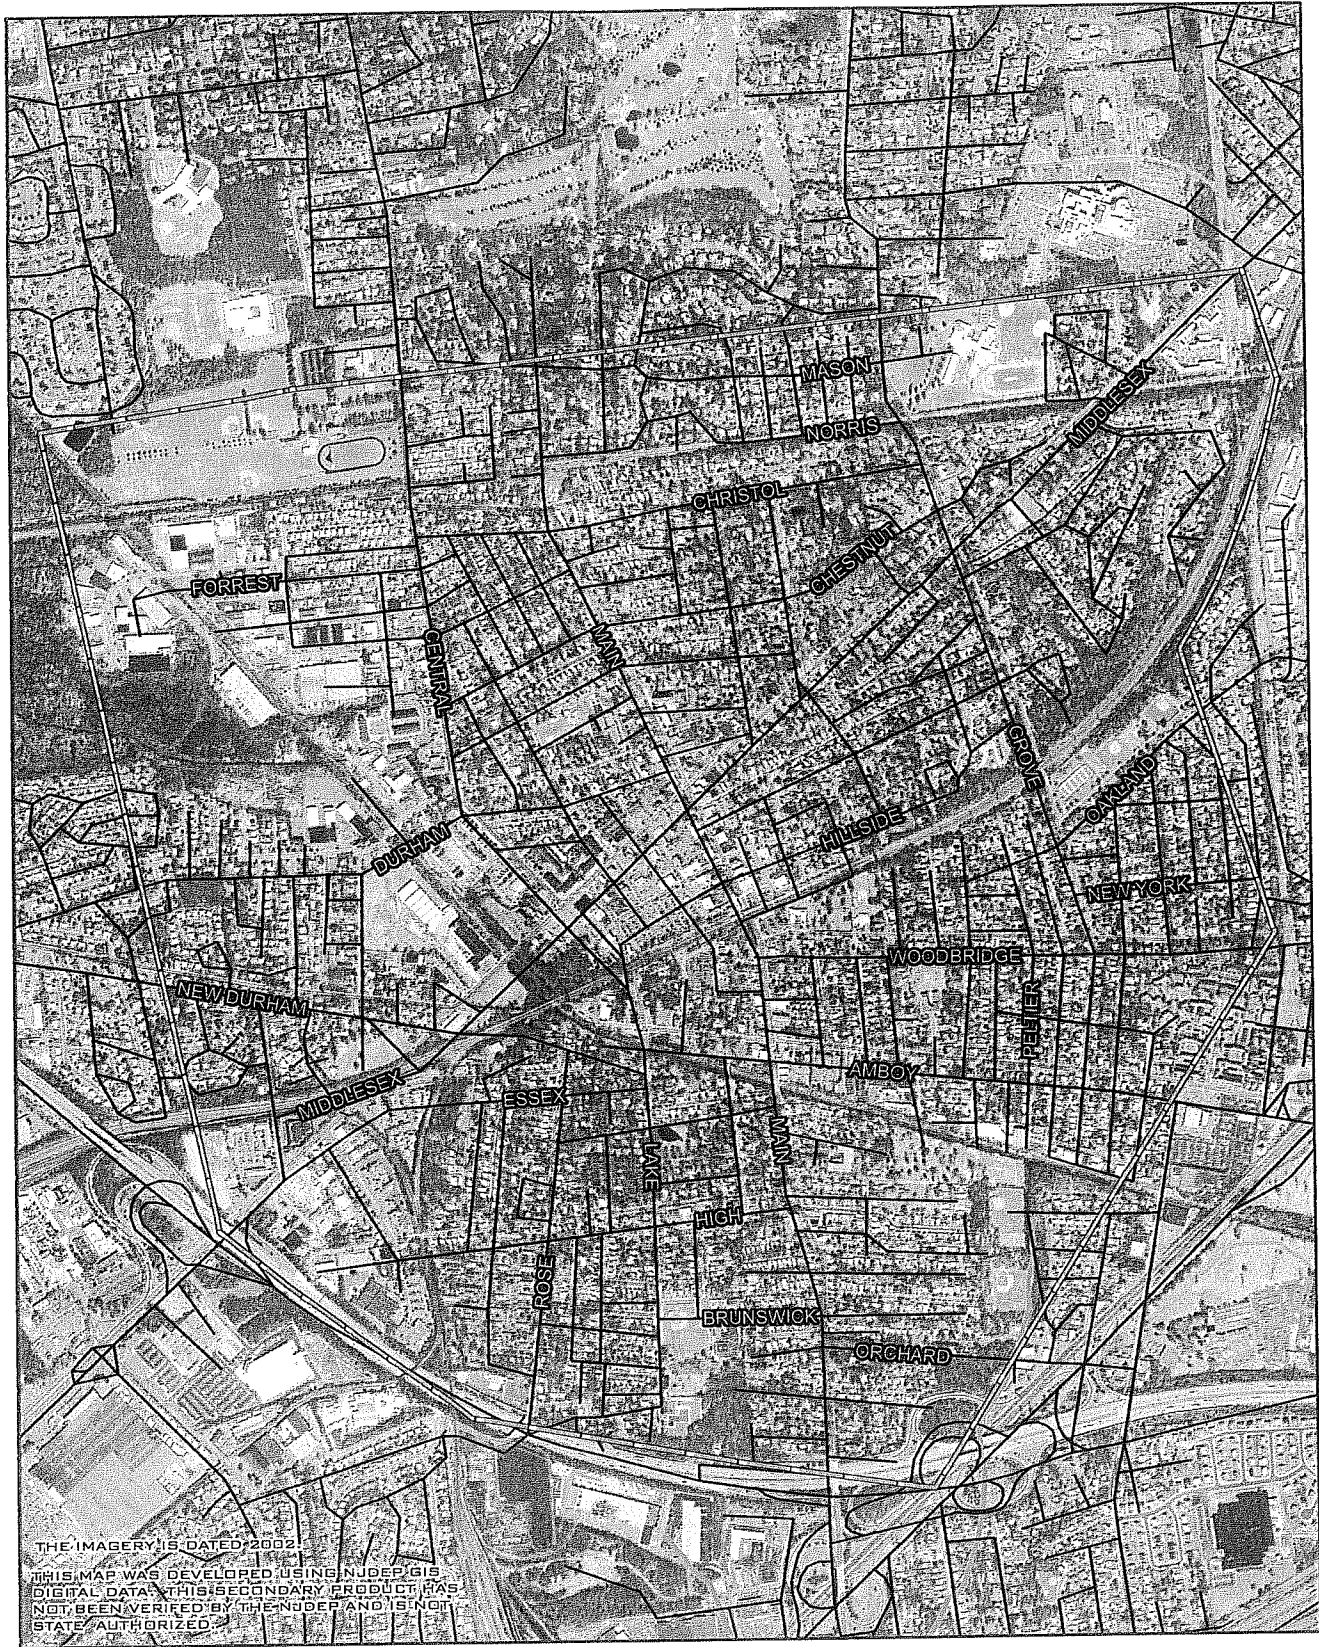 MASON
MIDDLESEX
NORRIS
CHRISTOL
CHESTNUT
FORREST
CENTRAL
MAIN
GROVE
OAKLAND
HILLSIDE
DURHAM
NEW YORK
WOODBRIDGE
NEW DURHAM
PELTIER
AMBOY
MIDDLESEX
ESSEX
MAIN
LAKE
HIGH
ROSE
BRUNSWICK
ORCHARD
THE IMAGERY IS DATED 2002.
THIS MAP WAS DEVELOPED USING NJDEP GIS
DIGITAL DATA. THIS SECONDARY PRODUCT HAS
NOT BEEN VERIFED BY THE NJDEP AND IS NOT
STATE AUTHORIZED.